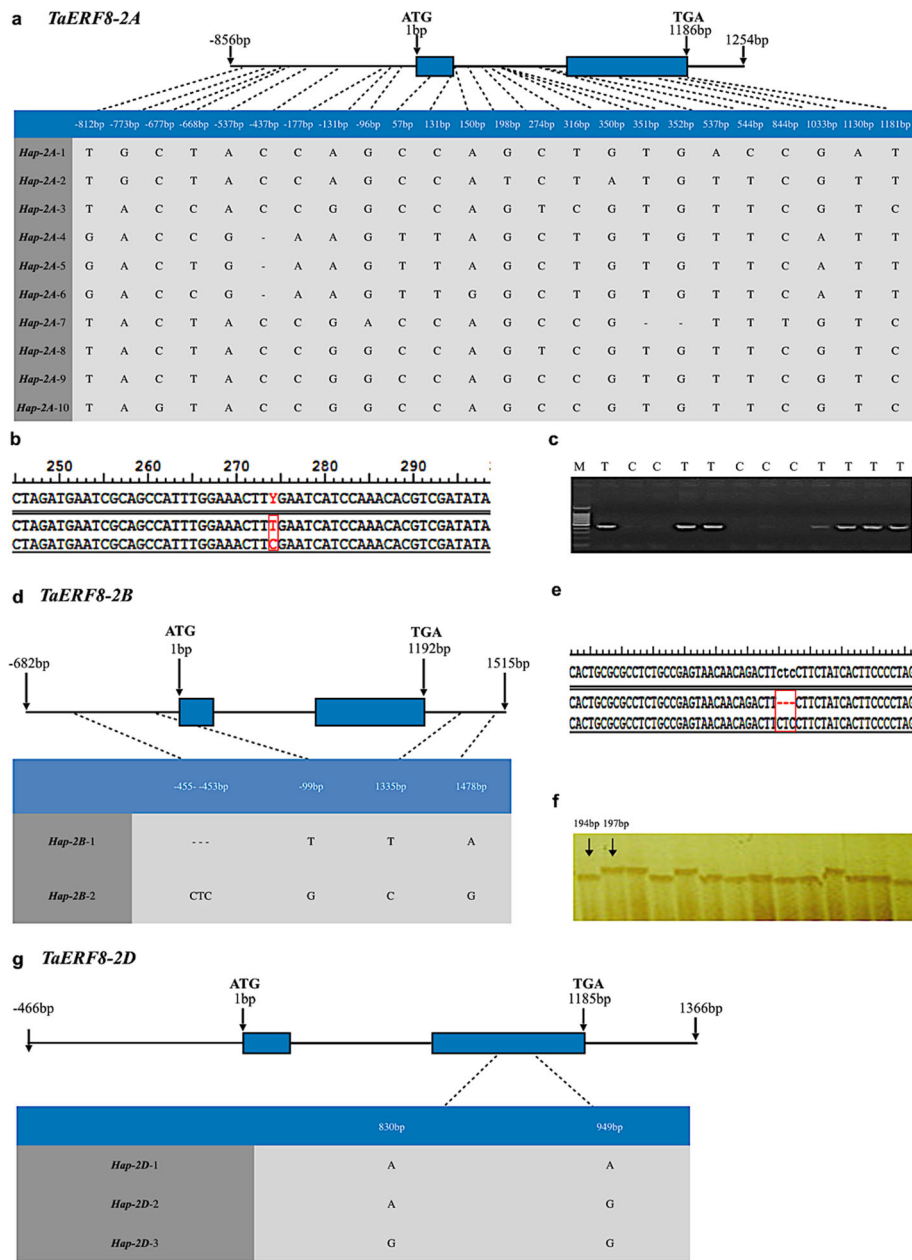 a TaERF8-2A
ATG TGA
-856bp 1bp 1186bp 1254bp
-812bp -773bp -677bp -668bp -537bp -437bp -177bp -131bp -96bp 57bp 131bp 150bp 198bp 274bp 316bp 350bp 351bp 352bp 537bp 544bp 844bp 1033bp 1130bp 1181bp
Hap-2A-1 T G C T A C C A G C C A G C T G T G A C C G A T
Hap-2A-2 T G C T A C C A G C C A T C T A T G T T C G T T
Hap-2A-3 T A C C A C C G G C C A G T C G T G T T C G T C
Hap-2A-4 G A C C G - A A G T T A G C T G T G T T C A T T
Hap-2A-5 G A C T G - A A G T T A G C T G T G T T C A T T
Hap-2A-6 G A C C G - A A G T T G G C T G T G T T C A T T
Hap-2A-7 T A C T A C C G A C C A G C C G - - T T T G T C
Hap-2A-8 T A C T A C C G G C C A G T C G T G T T C G T C
Hap-2A-9 T A C T A C C G G C C A G C C G T G T T C G T C
Hap-2A-10 T A G T A C C G G C C A G C C G T G T T C G T C
b
250 260 270 280 290
CTAGATGAATCGCAGCCATTTGGAAACTTYGAATCATCCAAACACGTCGATATA
CTAGATGAATCGCAGCCATTTGGAAACTTTGAATCATCCAAACACGTCGATATA
CTAGATGAATCGCAGCCATTTGGAAACTTCGAATCATCCAAACACGTCGATATA
c
M T C C T T C C C T T T T
d TaERF8-2B
ATG TGA
-682bp 1bp 1192bp 1515bp
-455- -453bp -99bp 1335bp 1478bp
Hap-2B-1 - - - T T A
Hap-2B-2 CTC G C G
e
CACTGCGCGCCTCTGCCGAGTAACAACAGACTTctcCTTCTATCACTTCCCCTAG
CACTGCGCGCCTCTGCCGAGTAACAACAGACTT---CTTCTATCACTTCCCCTAG
CACTGCGCGCCTCTGCCGAGTAACAACAGACTTCTCCTTCTATCACTTCCCCTAG
f
194bp 197bp
g TaERF8-2D
ATG TGA
-466bp 1bp 1185bp 1366bp
830bp 949bp
Hap-2D-1 A A
Hap-2D-2 A G
Hap-2D-3 G G